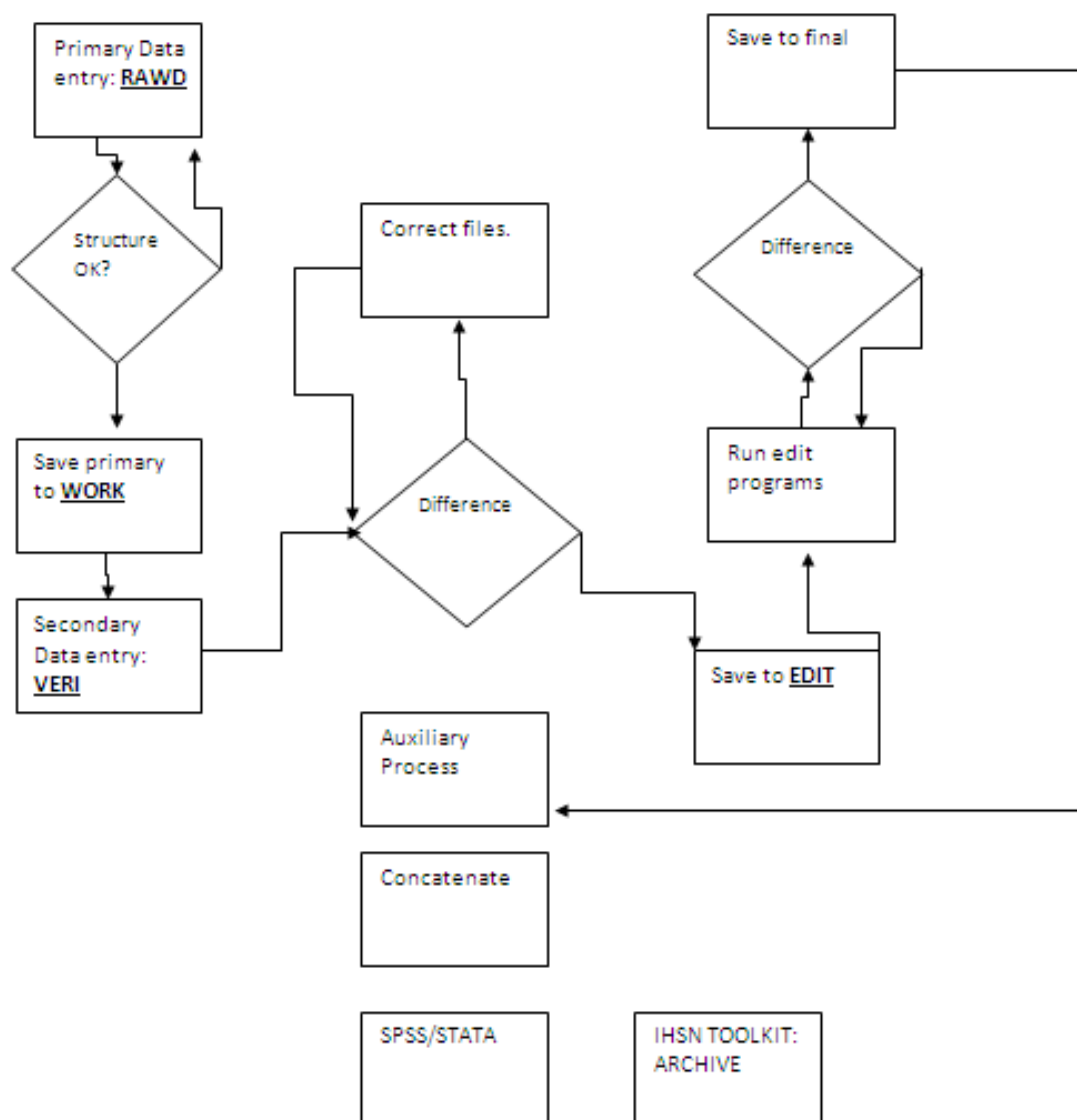 Primary Data
entry: RAWD
Structure
OK?
Save primary
to WORK
Secondary
Data entry:
VERI
Correct files.
Difference
Save to final
Difference
Run edit
programs
Save to EDIT
Auxiliary
Process
Concatenate
SPSS/STATA
IHSN TOOLKIT:
ARCHIVE